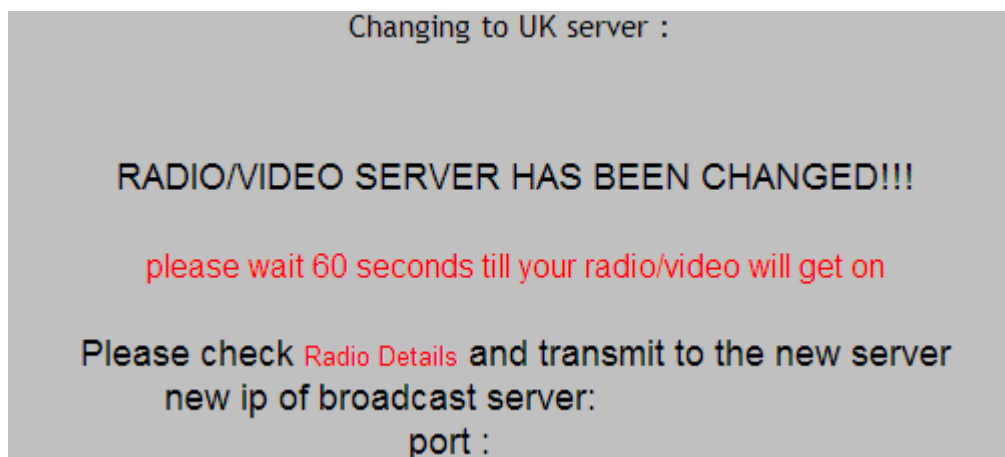 Changing to UK server :
RADIO/VIDEO SERVER HAS BEEN CHANGED!!!
please wait 60 seconds till your radio/video will get on
Please check Radio Details and transmit to the new server
new ip of broadcast server:
port :